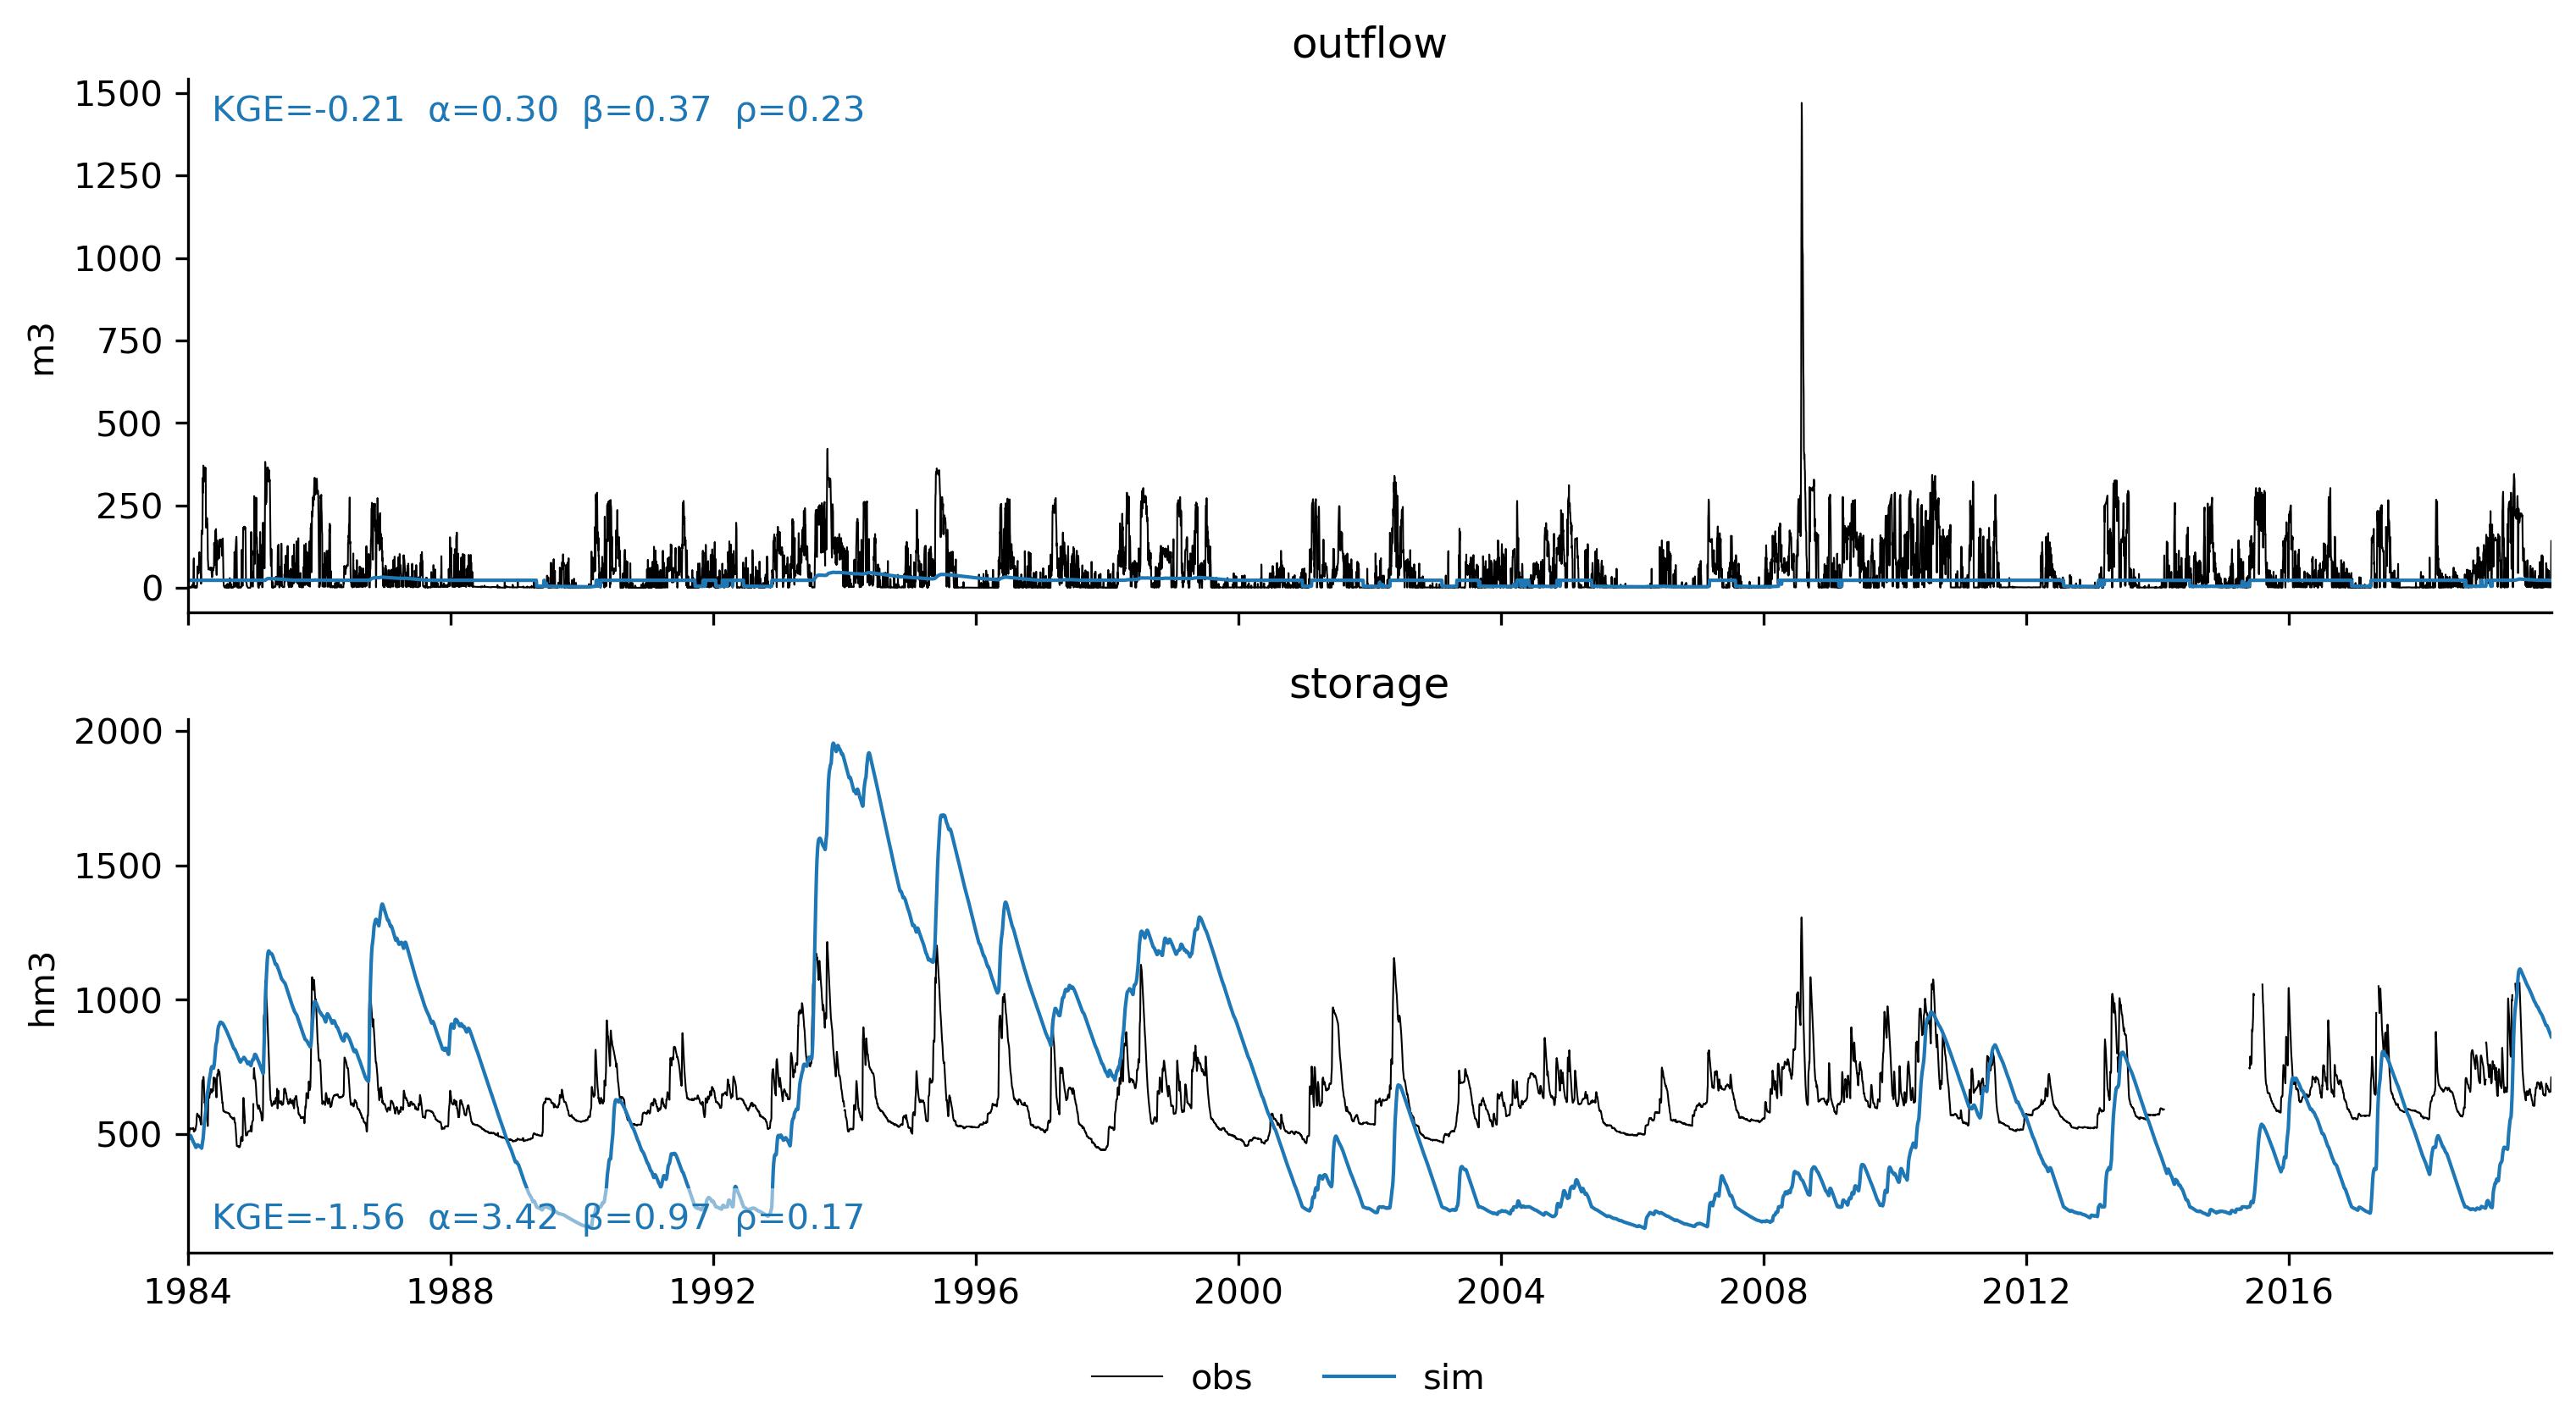 outflow
1500
KGE=-0.21 α=0.30 β=0.37 ρ=0.23
1250
1000
m3
750
500
250
0
storage
2000
1500
hm3
1000
500
KGE=-1.56 α=3.42 β=0.97 ρ=0.17
1984 1988 1992 1996 2000 2004 2008 2012 2016
obs sim